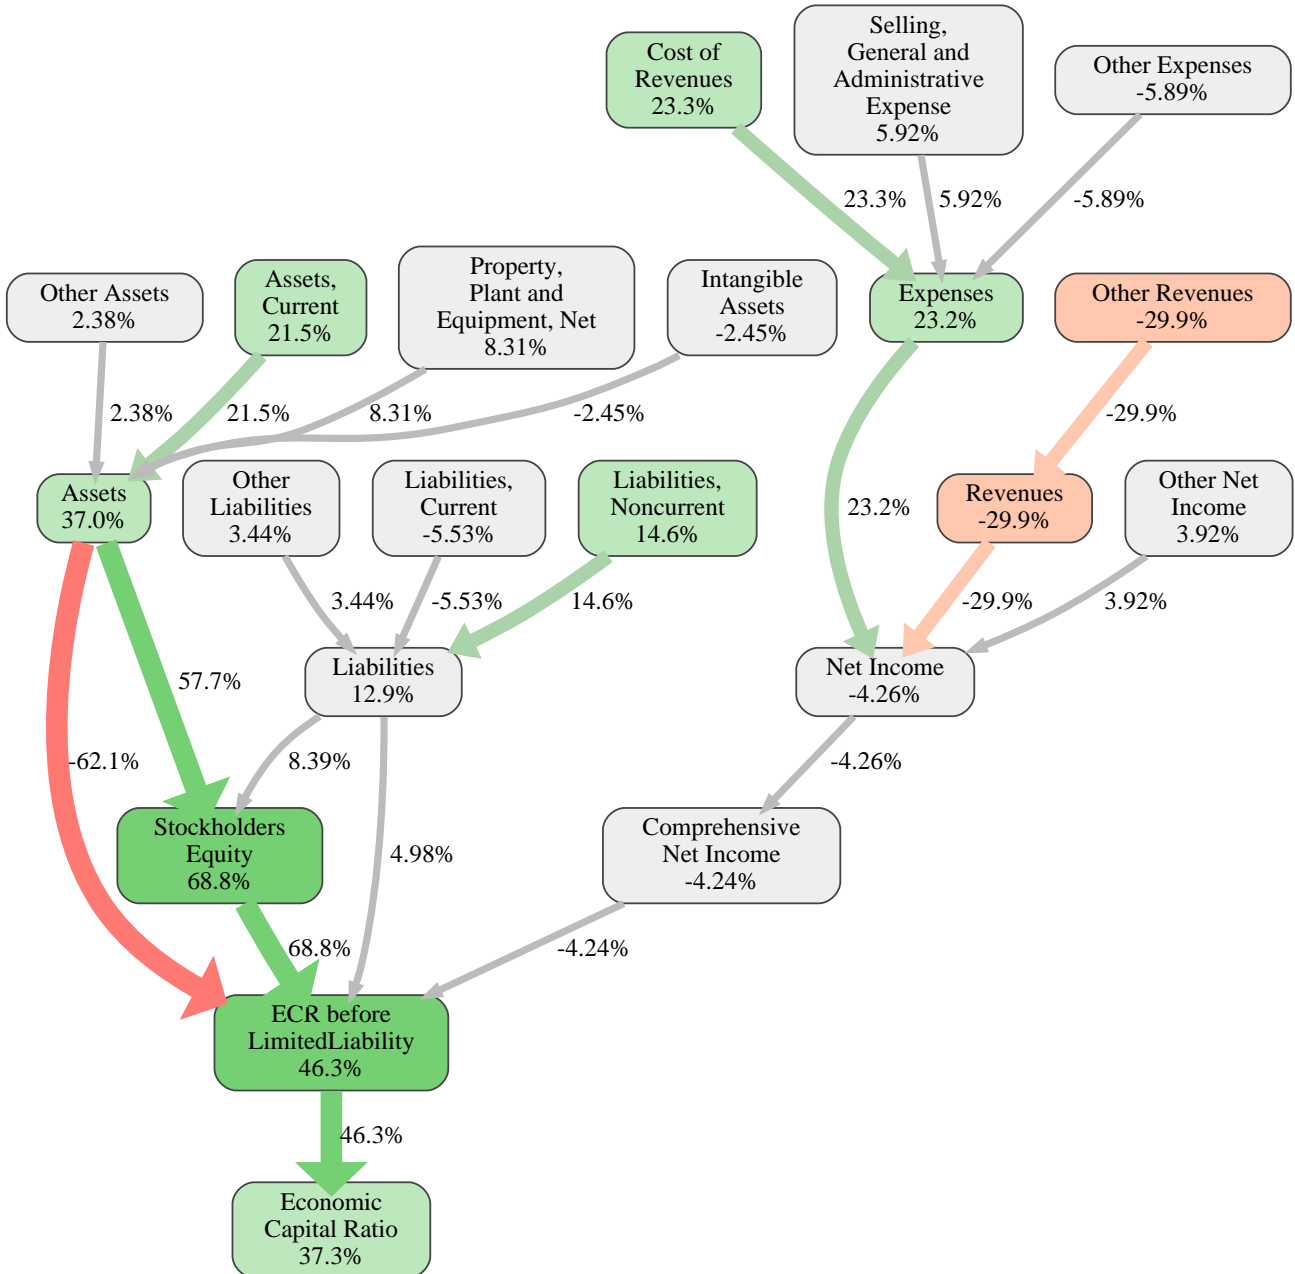 Cost of
Revenues
23.3%
Selling,
General and
Administrative
Expense
5.92%
Other Expenses
-5.89%
23.3%
5.92%
-5.89%
Other Assets
2.38%
Assets,
Current
21.5%
Property,
Plant and
Equipment, Net
8.31%
Intangible
Assets
-2.45%
Expenses
23.2%
Other Revenues
-29.9%
2.38%
21.5%
8.31%
-2.45%
-29.9%
Assets
37.0%
Other
Liabilities
3.44%
Liabilities,
Current
-5.53%
Liabilities,
Noncurrent
14.6%
23.2%
Revenues
-29.9%
Other Net
Income
3.92%
3.44%
-5.53%
14.6%
-29.9%
3.92%
57.7%
Liabilities
12.9%
Net Income
-4.26%
-62.1%
8.39%
-4.26%
Stockholders
Equity
68.8%
4.98%
Comprehensive
Net Income
-4.24%
68.8%
-4.24%
ECR before
LimitedLiability
46.3%
46.3%
Economic
Capital Ratio
37.3%